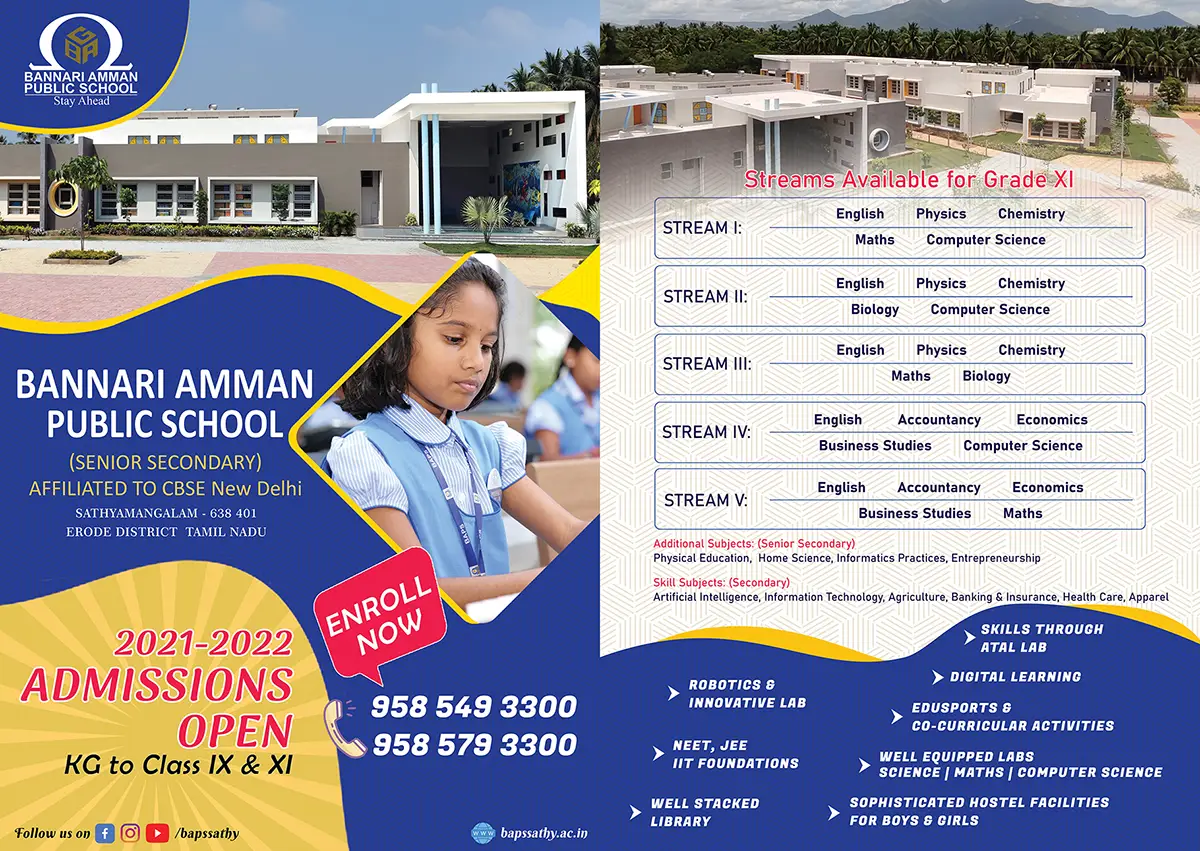 BANNARI AMMAN
PUBLIC SCHOOL
Stay Ahead
BANNARI AMMAN
PUBLIC SCHOOL
(SENIOR SECONDARY)
AFFILIATED TO CBSE New Delhi
SATHYAMANGALAM - 638 401
ERODE DISTRICT TAMIL NADU
ENROLL
NOW
2021-2022
ADMISSIONS
OPEN
KG to Class IX & XI
958 549 3300
958 579 3300
Follow us on /bapssathy
bapssathy.ac.in
Streams Available for Grade XI
STREAM I:
English Physics Chemistry
Maths Computer Science
STREAM II:
English Physics Chemistry
Biology Computer Science
STREAM III:
English Physics Chemistry
Maths Biology
STREAM IV:
English Accountancy Economics
Business Studies Computer Science
STREAM V:
English Accountancy Economics
Business Studies Maths
Additional Subjects: (Senior Secondary)
Physical Education, Home Science, Informatics Practices, Entrepreneurship
Skill Subjects: (Secondary)
Artificial Intelligence, Information Technology, Agriculture, Banking & Insurance, Health Care, Apparel
SKILLS THROUGH
ATAL LAB
DIGITAL LEARNING
ROBOTICS &
INNOVATIVE LAB
EDUSPORTS &
CO-CURRICULAR ACTIVITIES
NEET, JEE
IIT FOUNDATIONS
WELL EQUIPPED LABS
SCIENCE | MATHS | COMPUTER SCIENCE
WELL STACKED
LIBRARY
SOPHISTICATED HOSTEL FACILITIES
FOR BOYS & GIRLS